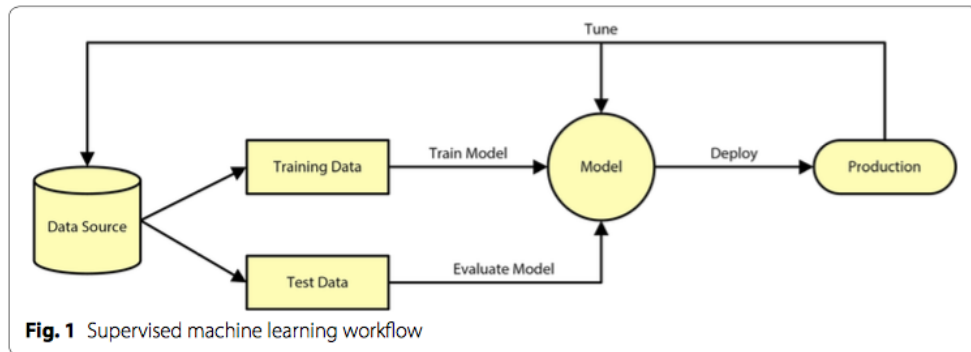 Tune
Training Data
Train Model
Model
Deploy
Production
Data Source
Test Data
Evaluate Model
Fig. 1 Supervised machine learning workflow